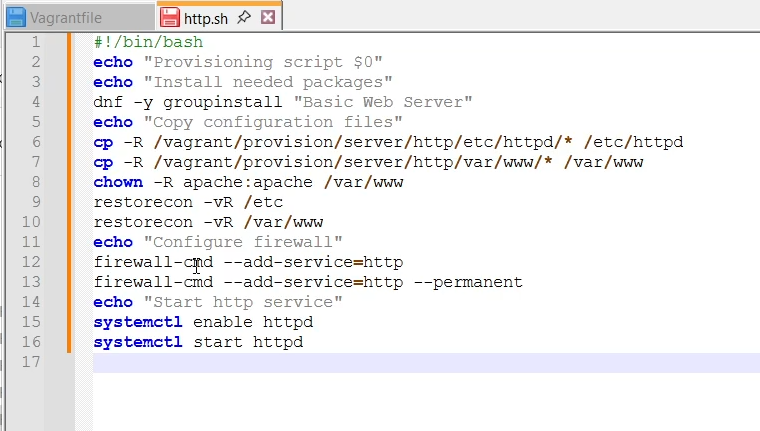 Vagrantfile
http.sh
1 #!/bin/bash
2 echo "Provisioning script $0"
3 echo "Install needed packages"
4 dnf -y groupinstall "Basic Web Server"
5 echo "Copy configuration files"
6 cp -R /vagrant/provision/server/http/etc/httpd/* /etc/httpd
7 cp -R /vagrant/provision/server/http/var/www/* /var/www
8 chown -R apache:apache /var/www
9 restorecon -vR /etc
10 restorecon -vR /var/www
11 echo "Configure firewall"
12 firewall-cmd --add-service=http
13 firewall-cmd --add-service=http --permanent
14 echo "Start http service"
15 systemctl enable httpd
16 systemctl start httpd
17